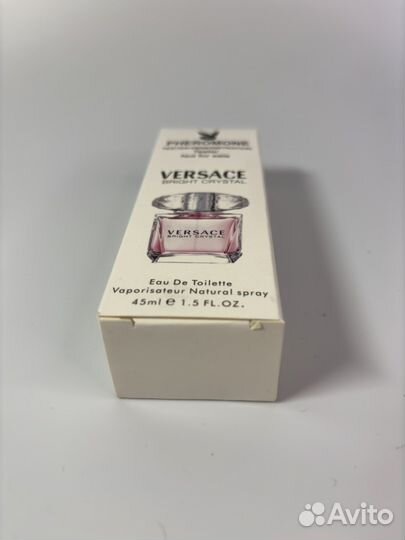 PHEROMONE
Tester
Not for sale
VERSACE
BRIGHT CRYSTAL
VERSACE
BRIGHT CRYSTAL
Eau De Toilette
Vaporisateur Natural spray
45ml e 1.5 FL.OZ.
Avito